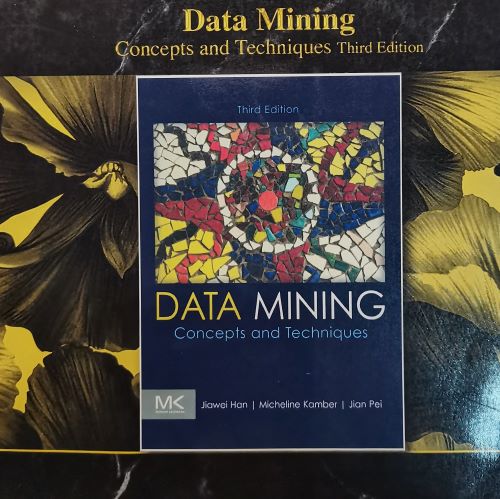 Data Mining
Concepts and Techniques Third Edition
Third Edition
DATA MINING
Concepts and Techniques
MK
Jiawei Han | Micheline Kamber | Jian Pei